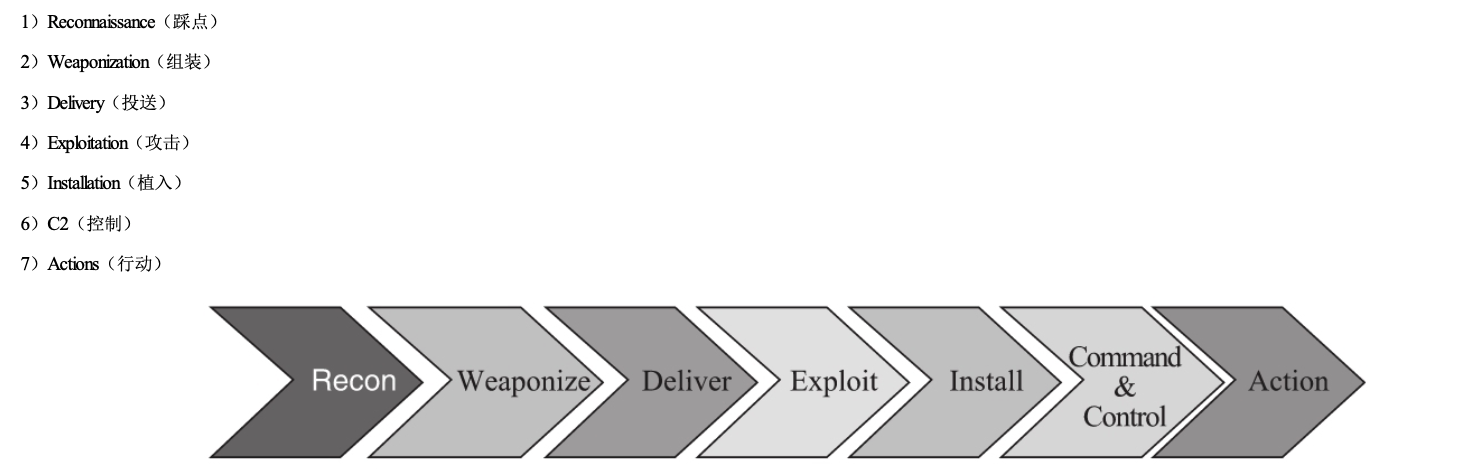 1）Reconnaissance（踩点）
2）Weaponization（组装）
3）Delivery（投送）
4）Exploitation（攻击）
5）Installation（植入）
6）C2（控制）
7）Actions（行动）
Recon
Weaponize
Deliver
Exploit
Install
Command
&
Control
Action